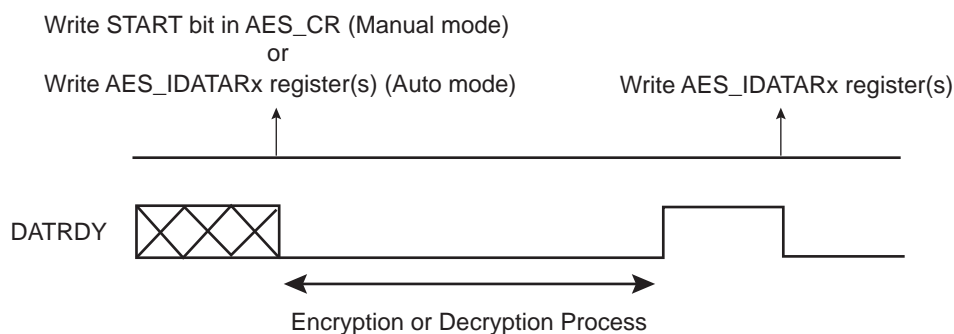 Write START bit in AES_CR (Manual mode)
or
Write AES_IDATARx register(s) (Auto mode)
Write AES_IDATARx register(s)
DATRDY
Encryption or Decryption Process